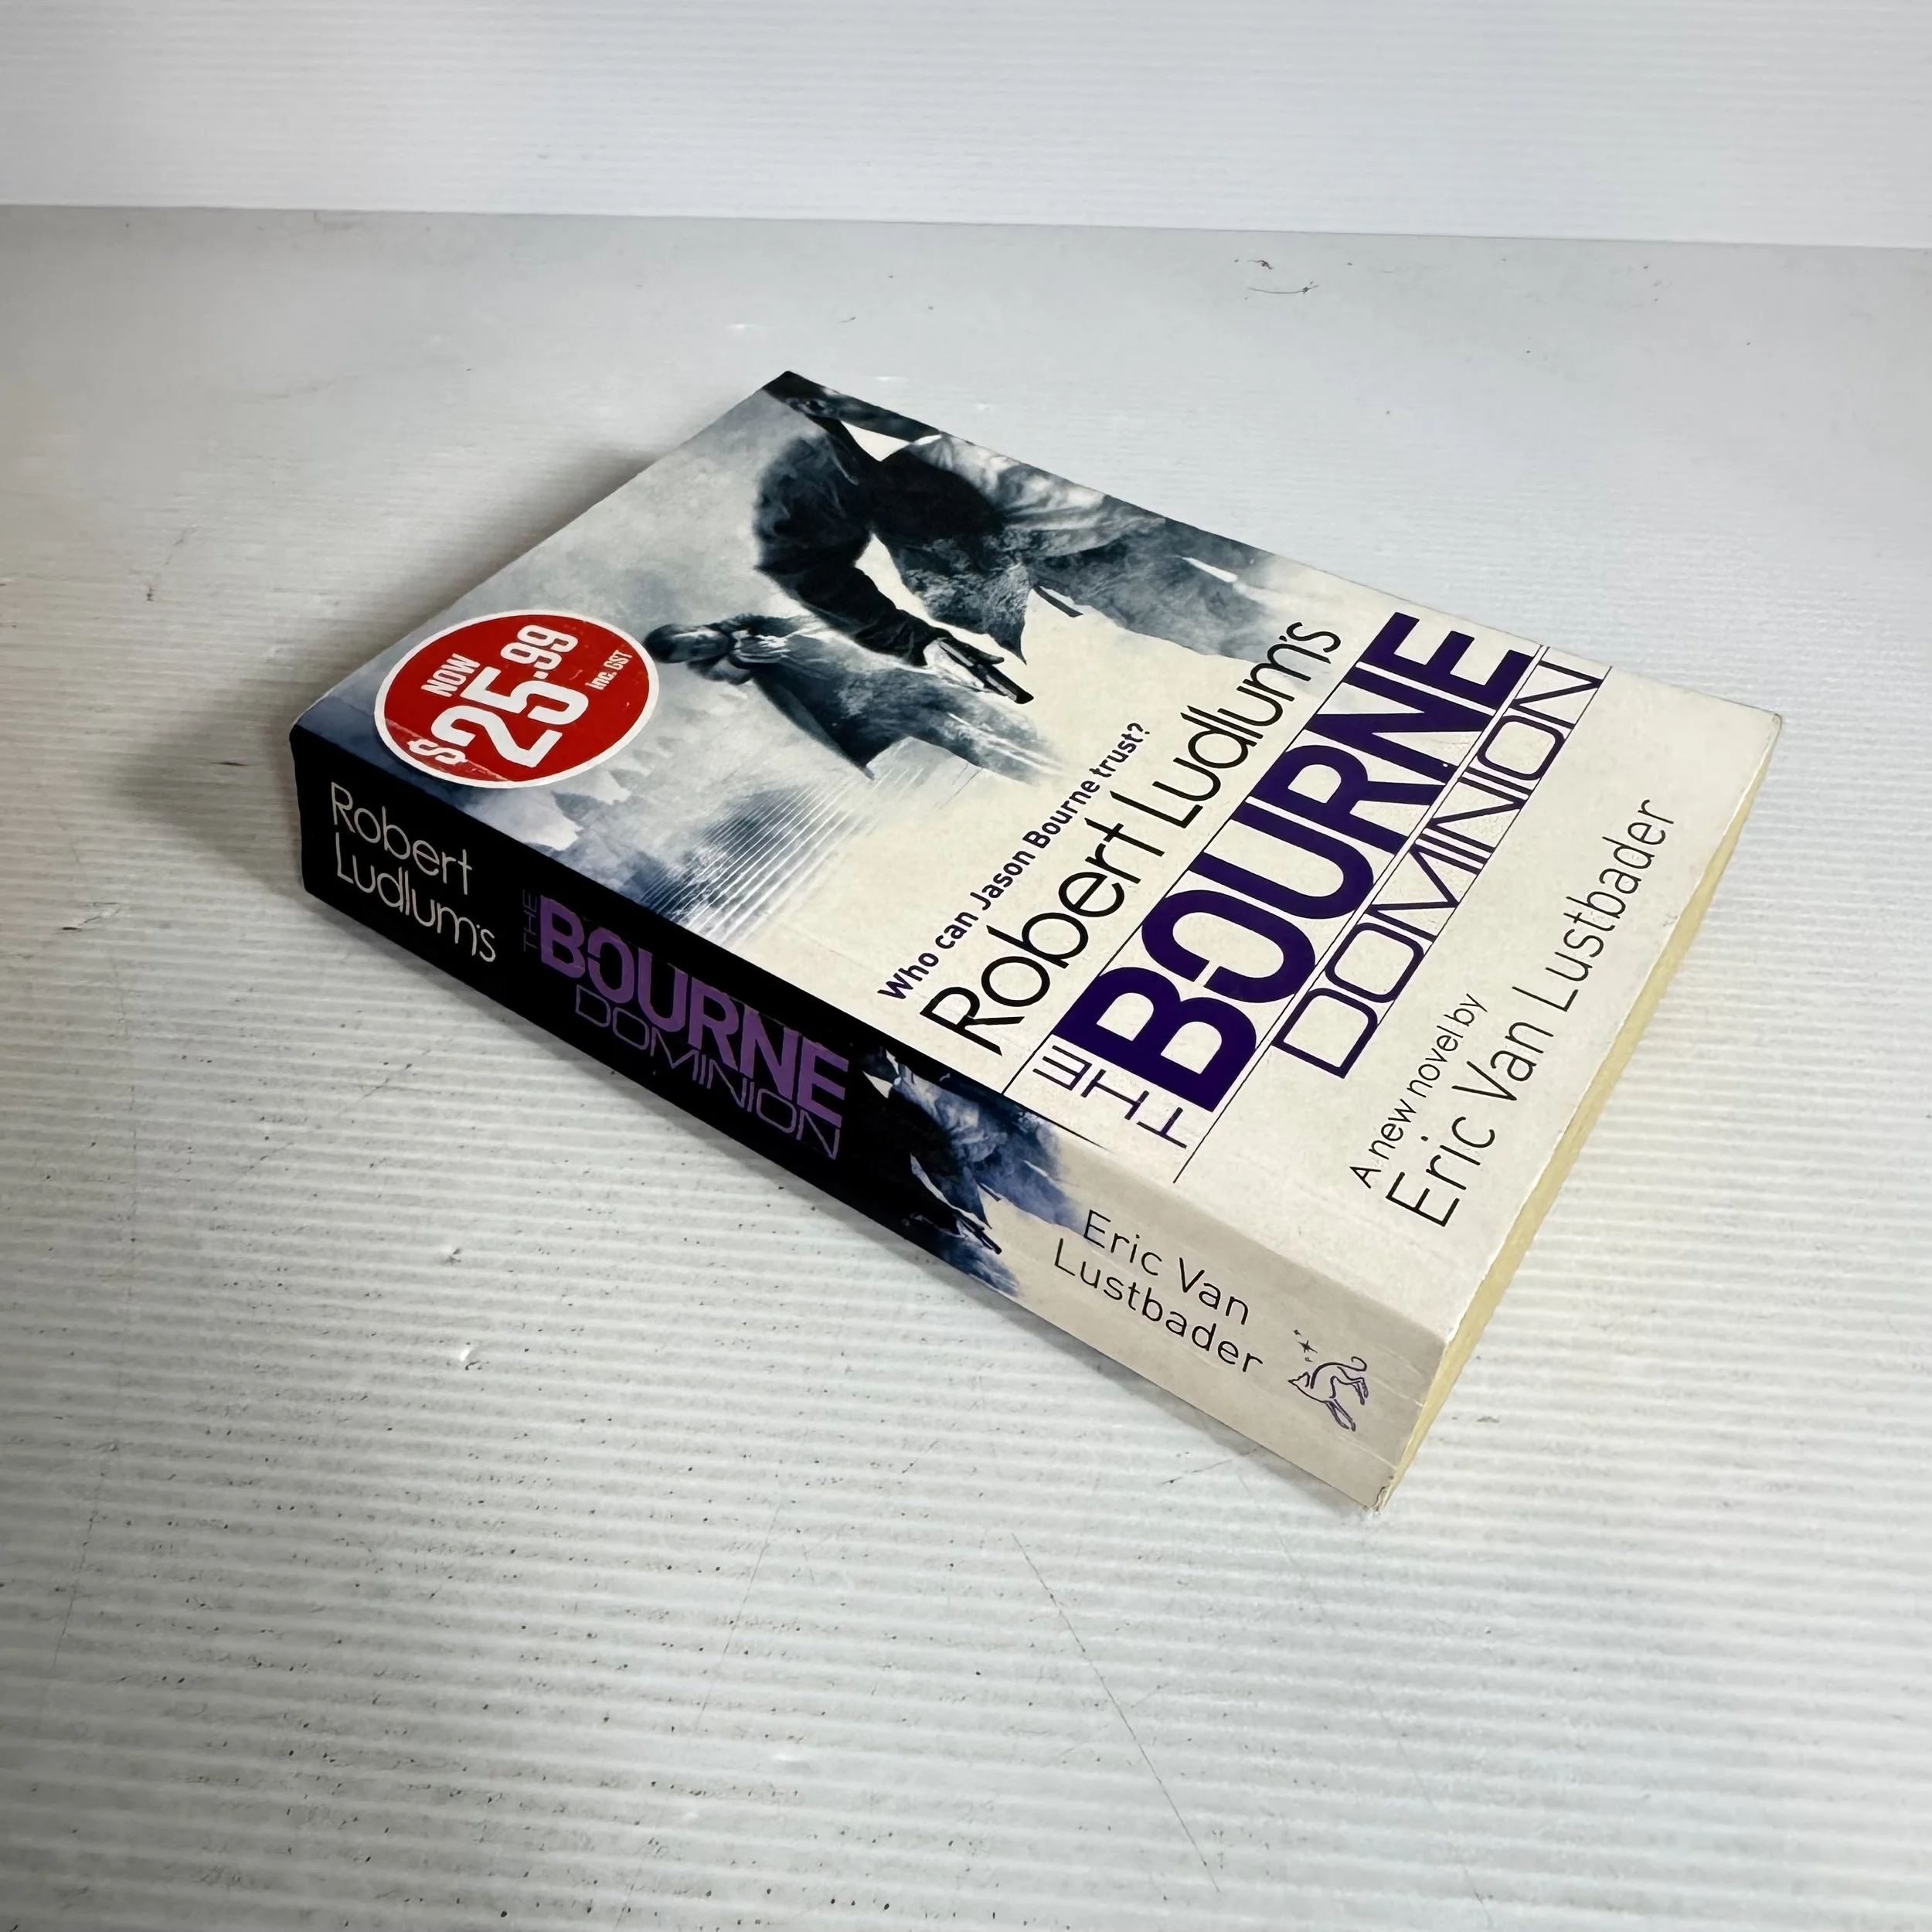 NOW
$25.99
inc. GST
Who can Jason Bourne trust?
Robert Ludlum's
THE
BOURNE
DOMINION
A new novel by
Eric Van Lustbader
Robert
Ludlum's
THE
BOURNE
DOMINION
Eric Van
Lustbader